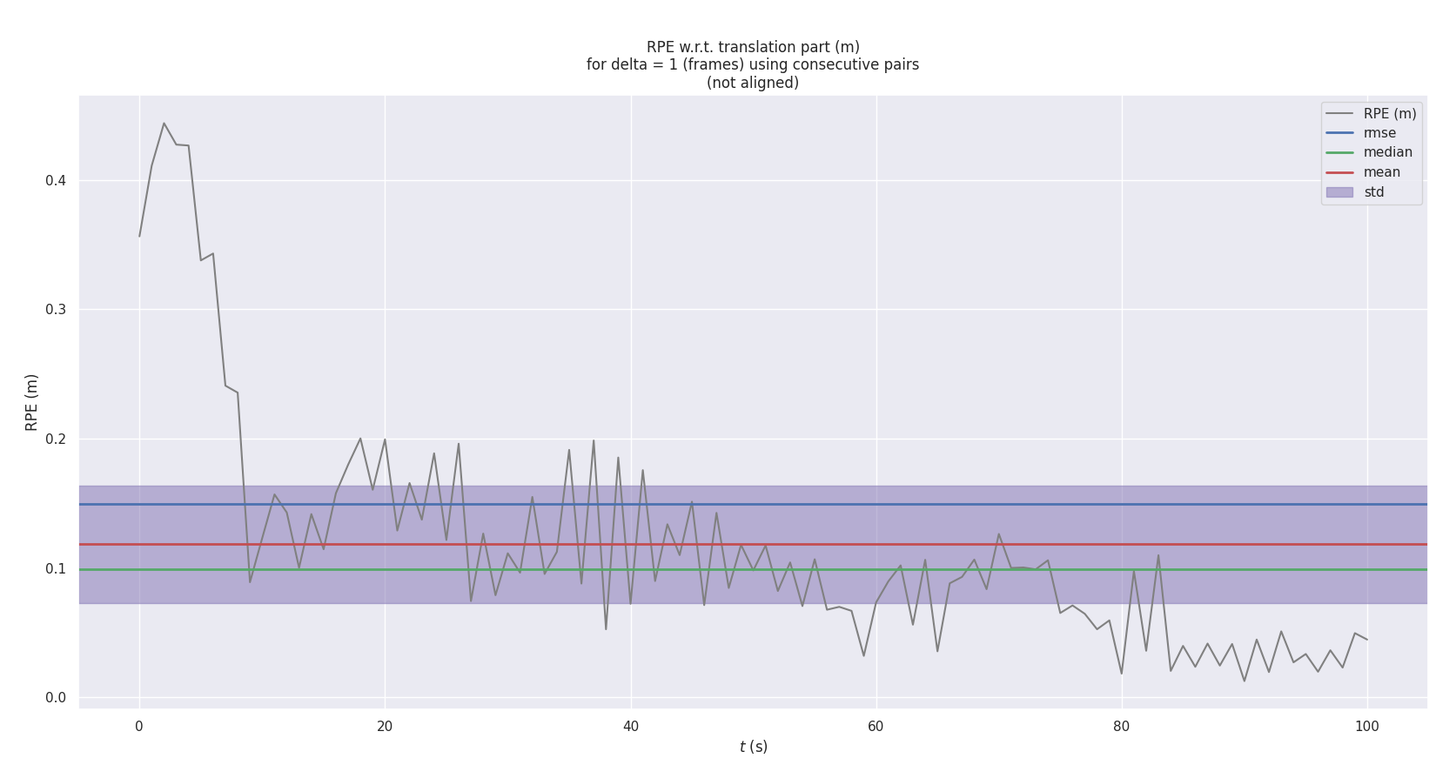 RPE w.r.t. translation part (m)
for delta = 1 (frames) using consecutive pairs
(not aligned)
RPE (m)
rmse
median
mean
std
RPE (m)
0.4
0.3
0.2
0.1
0.0
0
20
40
60
80
100
t (s)